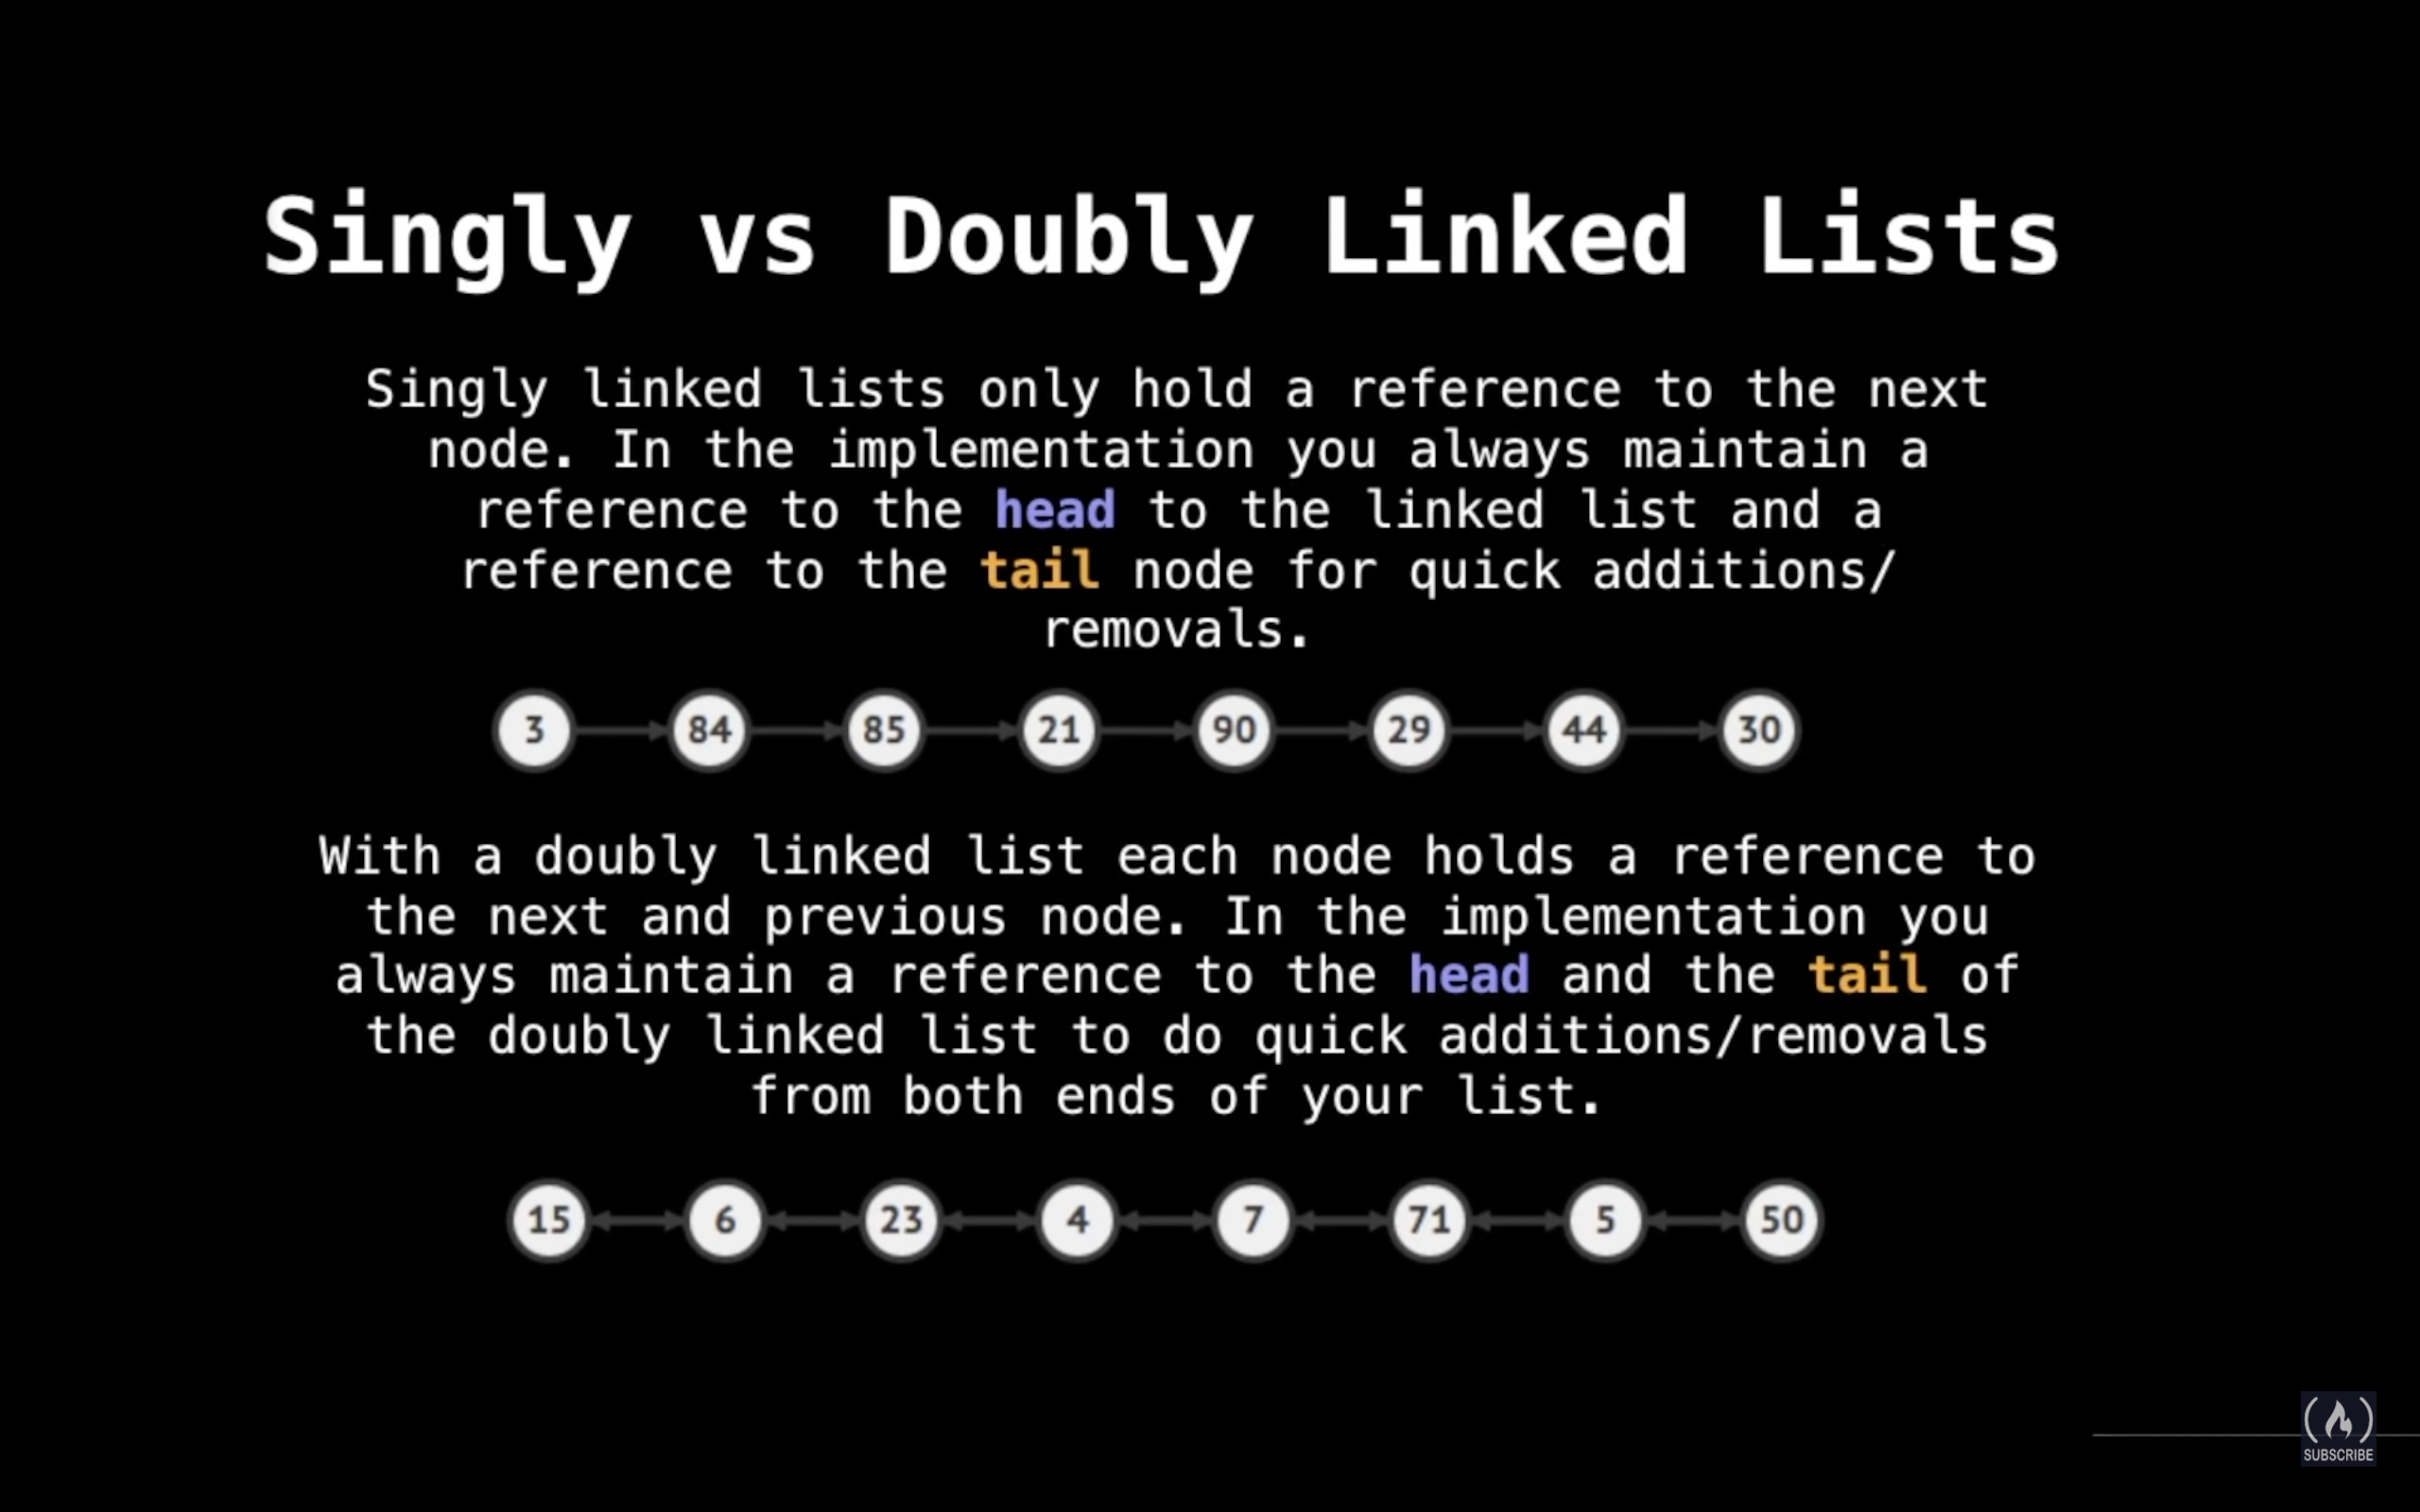 Singly vs Doubly Linked Lists
Singly linked lists only hold a reference to the next
node. In the implementation you always maintain a
reference to the head to the linked list and a
reference to the tail node for quick additions/
removals.
3 84 85 21 90 29 44 30
With a doubly linked list each node holds a reference to
the next and previous node. In the implementation you
always maintain a reference to the head and the tail of
the doubly linked list to do quick additions/removals
from both ends of your list.
15 6 23 4 7 71 5 50
SUBSCRIBE